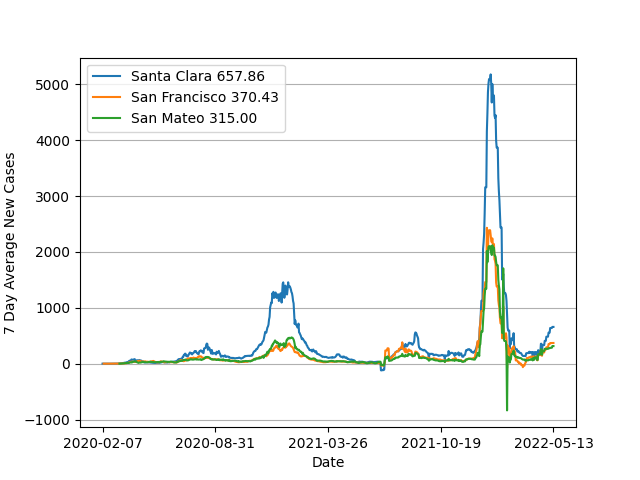 Santa Clara 657.86
San Francisco 370.43
San Mateo 315.00
7 Day Average New Cases
5000
4000
3000
2000
1000
0
−1000
2020-02-07 2020-08-31 2021-03-26 2021-10-19 2022-05-13
Date